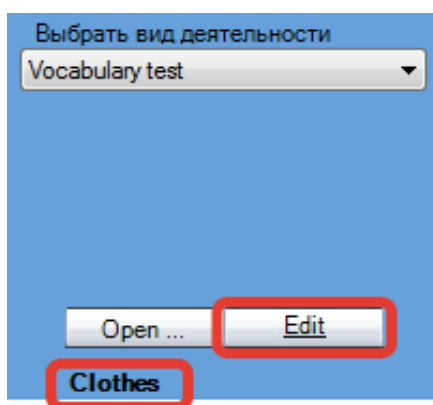 Выбрать вид деятельности
Vocabulary test
Open ... Edit
Clothes